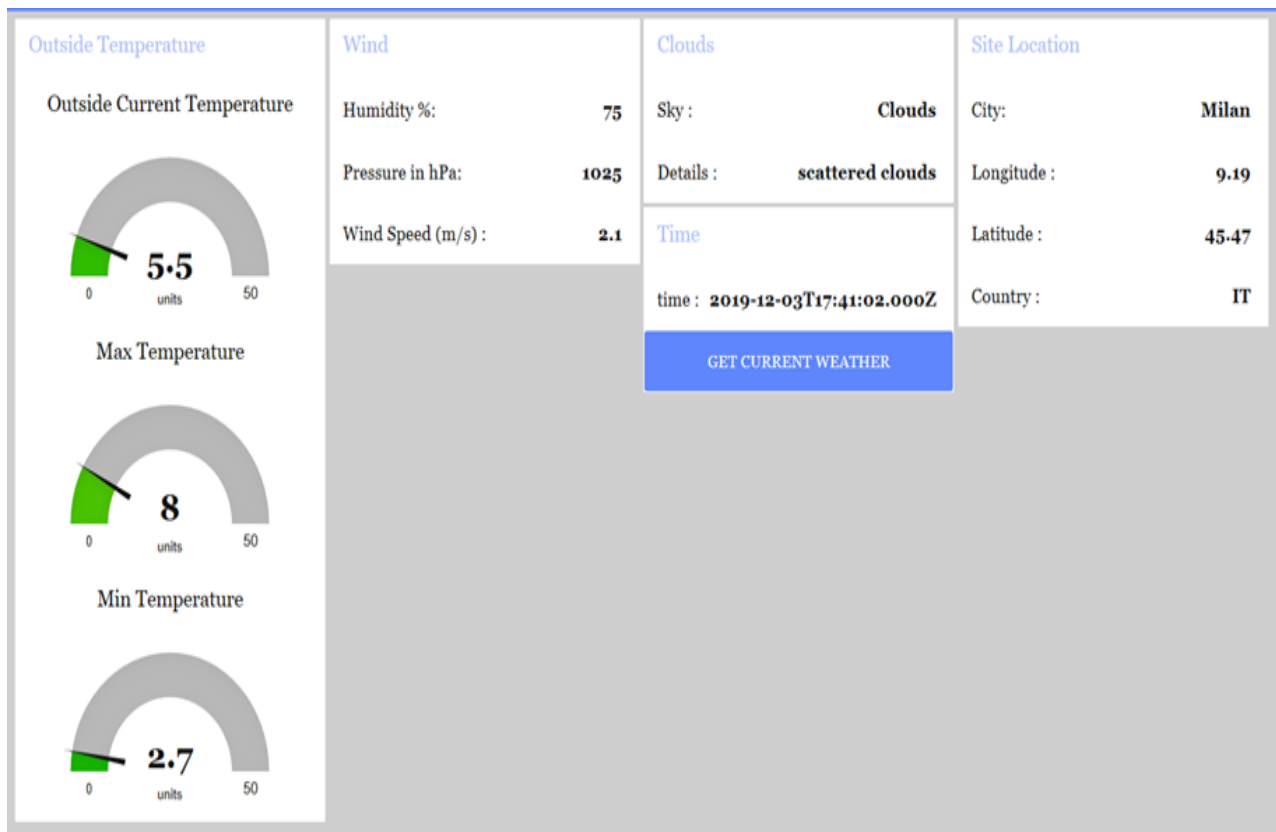 Outside Temperature
Outside Current Temperature
5.5
0 units 50
Max Temperature
8
0 units 50
Min Temperature
2.7
0 units 50
Wind
Humidity %: 75
Pressure in hPa: 1025
Wind Speed (m/s) : 2.1
Clouds
Sky : Clouds
Details : scattered clouds
Time
time : 2019-12-03T17:41:02.000Z
GET CURRENT WEATHER
Site Location
City: Milan
Longitude : 9.19
Latitude : 45.47
Country : IT